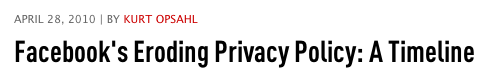 APRIL 28, 2010 | BY KURT OPSAHL
Facebook's Eroding Privacy Policy: A Timeline